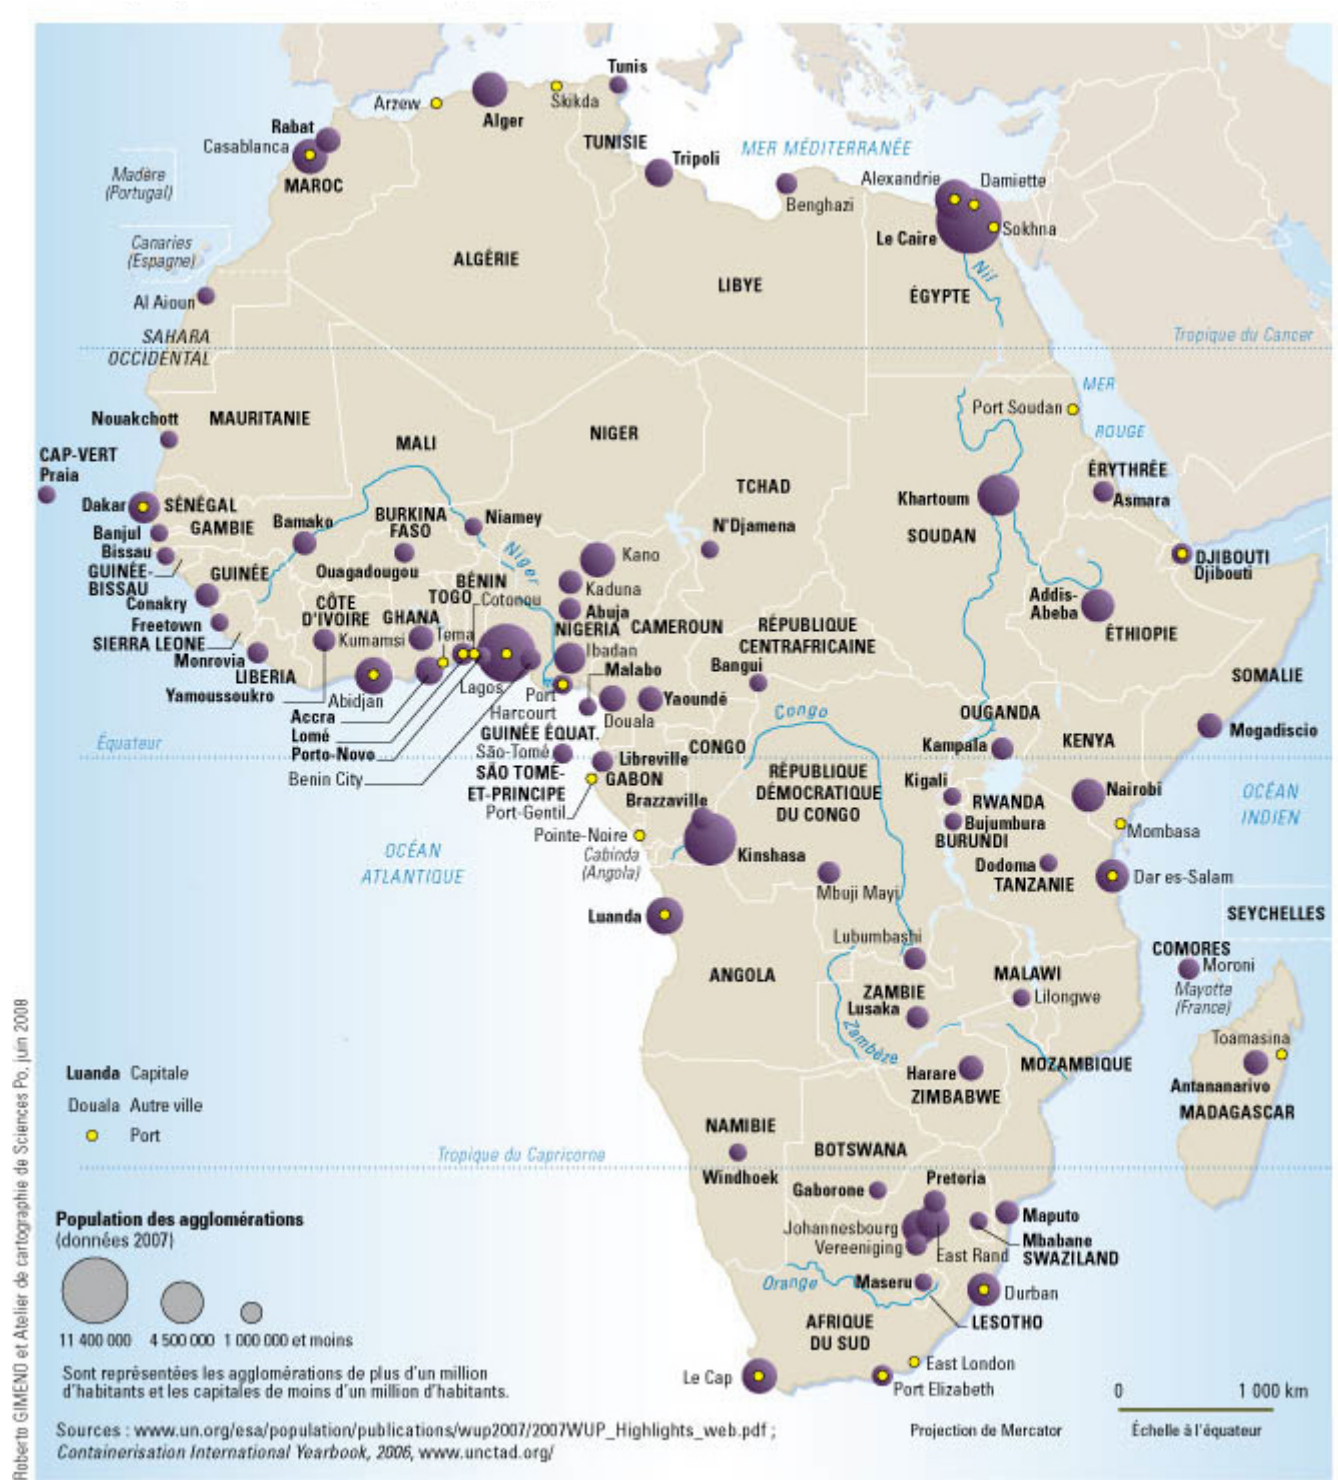 Tunis
Arzew
Skikda
Alger
Rabat
Casablanca
TUNISIE
MAROC
Tripoli
MER MÉDITERRANÉE
Madère
(Portugal)
Alexandrie
Damiette
Benghazi
Sokhna
Le Caire
Canaries
(Espagne)
ALGÉRIE
LIBYE
Nil
ÉGYPTE
Al Aioun
SAHARA
OCCIDENTAL
Tropique du Cancer
MER
ROUGE
Port Soudan
Nouakchott
MAURITANIE
MALI
NIGER
CAP-VERT
Praia
TCHAD
ÉRYTHRÉE
Asmara
Khartoum
SOUDAN
Dakar
SÉNÉGAL
Banjul
GAMBIE
Bamako
BURKINA
FASO
Niamey
N'Djamena
Bissau
GUINÉE-
BISSAU
GUINÉE
Ouagadougou
Niger
Kano
DJIBOUTI
Djibouti
Conakry
CÔTE
D'IVOIRE
BÉNIN
TOGO
Cotonou
Kaduna
Addis-
Abeba
Freetown
GHANA
Abuja
SIERRA LEONE
Kumamsi
Tema
NIGERIA
CAMEROUN
RÉPUBLIQUE
CENTRAFRICAINE
ÉTHIOPIE
Monrovia
LIBERIA
Ibadan
Malabo
Bangui
SOMALIE
Yamoussoukro
Abidjan
Lagos
Port
Harcourt
Douala
Yaoundé
Accra
Lomé
Porto-Novo
Benin City
Congo
OUGANDA
Mogadiscio
Équateur
GUINÉE ÉQUAT.
São-Tomé
SÃO TOMÉ-
ET-PRINCIPE
Libreville
GABON
CONGO
Kampala
KENYA
Port-Gentil
Brazzaville
RÉPUBLIQUE
DÉMOCRATIQUE
DU CONGO
Kigali
RWANDA
Nairobi
OCÉAN
INDIEN
Pointe-Noire
Bujumbura
BURUNDI
Mombasa
OCÉAN
ATLANTIQUE
Cabinda
(Angola)
Kinshasa
Dodoma
TANZANIE
Dar es-Salam
Mbuji Mayi
Luanda
SEYCHELLES
Lubumbashi
COMORES
Moroni
Mayotte
(France)
ANGOLA
MALAWI
Lilongwe
ZAMBIE
Lusaka
Zambèze
Toamasina
Harare
ZIMBABWE
MOZAMBIQUE
Antananarivo
MADAGASCAR
NAMIBIE
Windhoek
BOTSWANA
Tropique du Capricorne
Gaborone
Pretoria
Johannesbourg
Vereeniging
East Rand
Maputo
Mbabane
SWAZILAND
Orange
Maseru
Durban
LESOTHO
AFRIQUE
DU SUD
Le Cap
East London
Port Elizabeth
Luanda Capitale
Douala Autre ville
Port
Population des agglomérations
(données 2007)
11 400 000 4 500 000 1 000 000 et moins
Sont représentées les agglomérations de plus d'un million
d'habitants et les capitales de moins d'un million d'habitants.
0 1 000 km
Projection de Mercator
Échelle à l'équateur
Sources : www.un.org/esa/population/publications/wup2007/2007WUP_Highlights_web.pdf ;
Containerisation International Yearbook, 2006, www.unctad.org/
Roberto GIMENO et Atelier de cartographie de Sciences Po, juin 2008